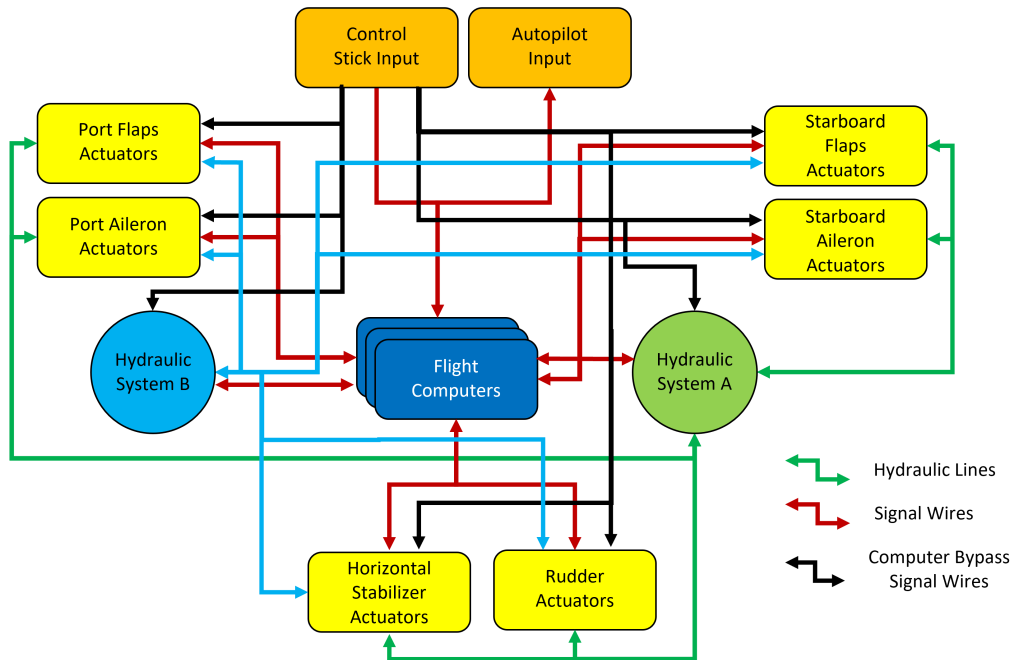 Control
Stick Input
Autopilot
Input
Port Flaps
Actuators
Starboard
Flaps
Actuators
Port Aileron
Actuators
Starboard
Aileron
Actuators
Hydraulic
System B
Flight
Computers
Hydraulic
System A
Hydraulic Lines
Signal Wires
Computer Bypass
Signal Wires
Horizontal
Stabilizer
Actuators
Rudder
Actuators